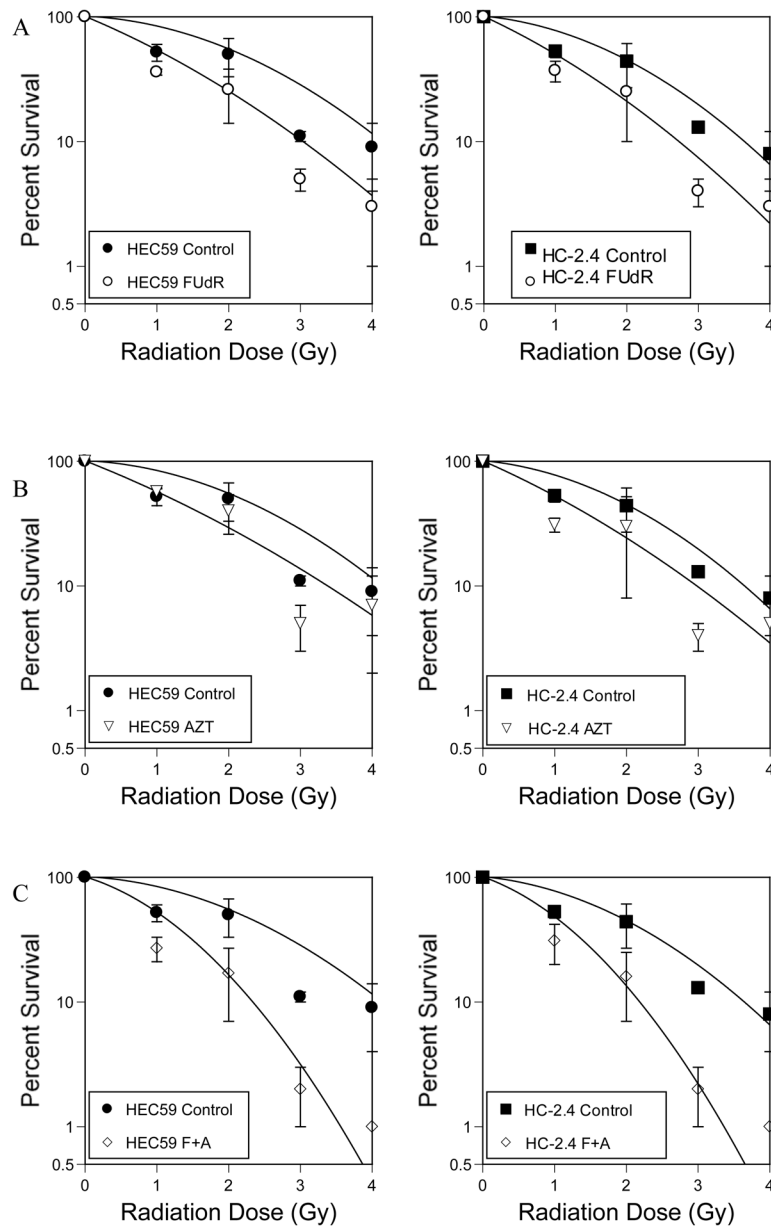 A
100
10
1
0.5
Percent Survival
HEC59 Control
HEC59 FUdR
0 1 2 3 4
Radiation Dose (Gy)
100
10
1
0.5
Percent Survival
HC-2.4 Control
HC-2.4 FUdR
0 1 2 3 4
Radiation Dose (Gy)
B
100
10
1
0.5
Percent Survival
HEC59 Control
HEC59 AZT
0 1 2 3 4
Radiation Dose (Gy)
100
10
1
0.5
Percent Survival
HC-2.4 Control
HC-2.4 AZT
0 1 2 3 4
Radiation Dose (Gy)
C
100
10
1
0.5
Percent Survival
HEC59 Control
HEC59 F+A
0 1 2 3 4
Radiation Dose (Gy)
100
10
1
0.5
Percent Survival
HC-2.4 Control
HC-2.4 F+A
0 1 2 3 4
Radiation Dose (Gy)